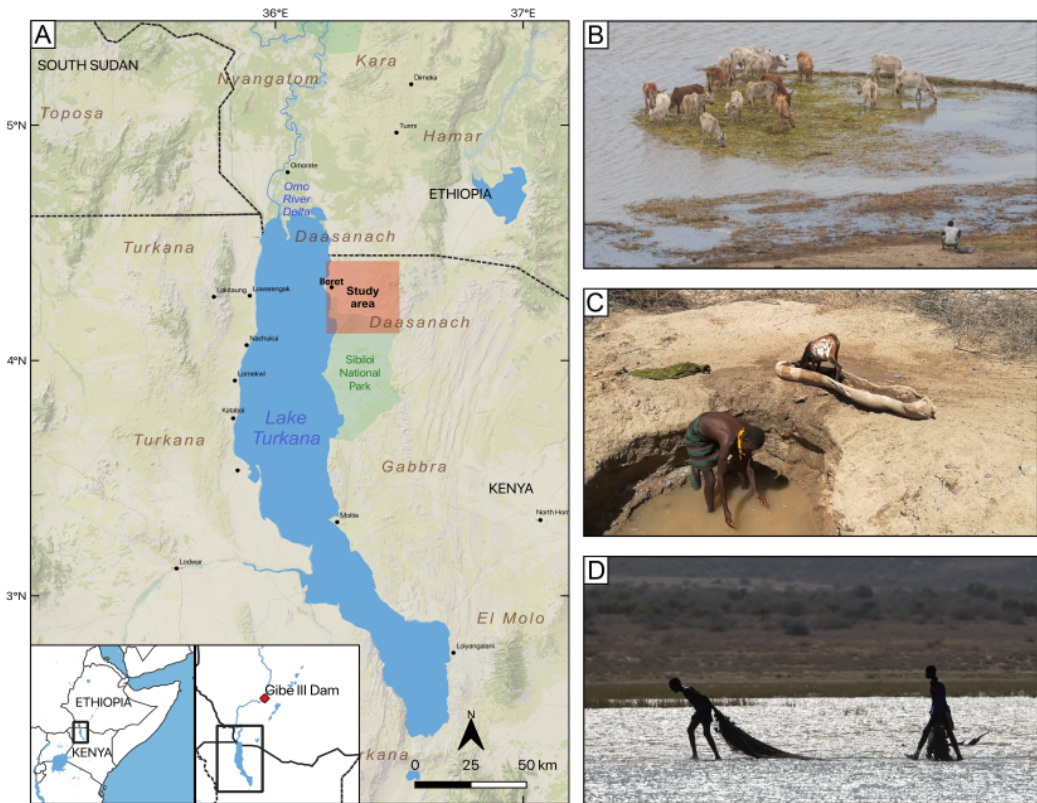 36°E
37°E
A
SOUTH SUDAN
Nyangatom
Kara
Dimeka
Toposa
5°N
Turmi
Hamar
Omorate
ETHIOPIA
Omo
River
Delta
Turkana
Daasanach
Ileret
Study
area
Lokitaung
Lowarengak
Daasanach
Nachukui
4°N
Sibiloi
National
Park
Lomekwi
Kataboi
Lake
Turkana
Turkana
Gabbra
KENYA
Moite
North Horr
Lodwar
3°N
El Molo
Loiyangalani
ETHIOPIA
KENYA
Gibe III Dam
N
rkana
0 25 50 km
B
C
D